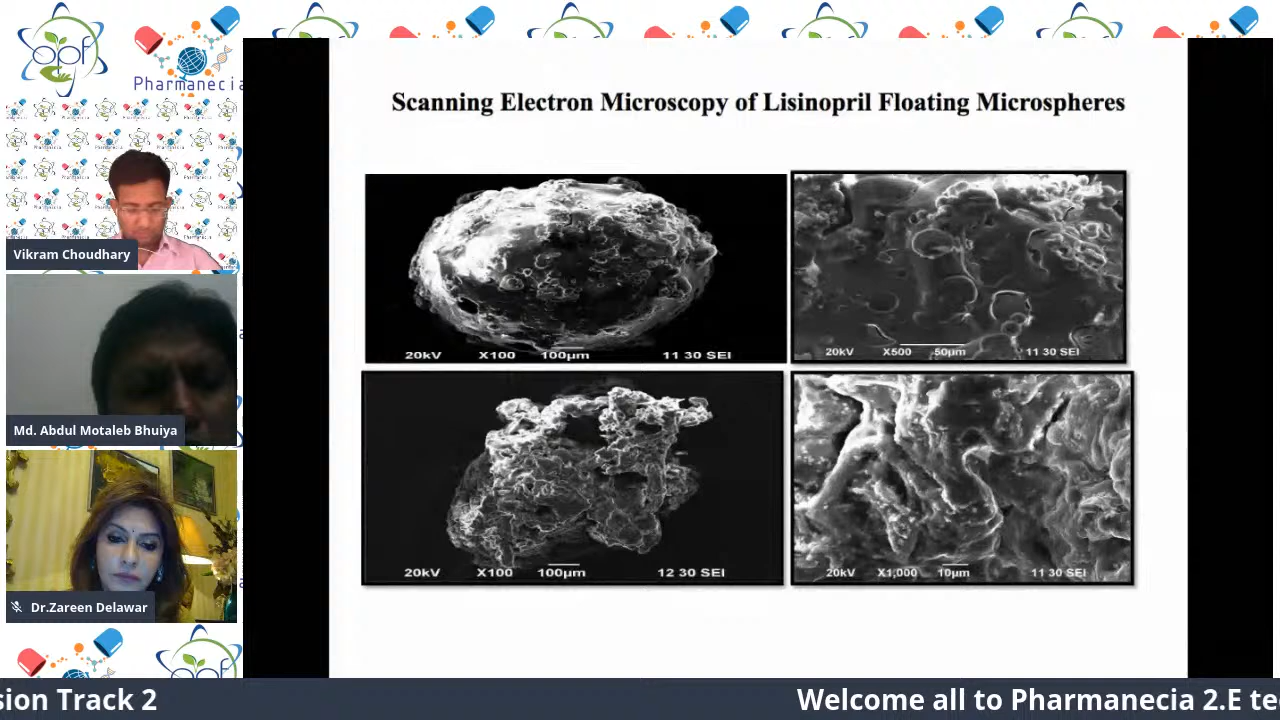 opf
Pharmanecia
Vikram Choudhary
Md. Abdul Motaleb Bhuiya
Dr.Zareen Delawar
Scanning Electron Microscopy of Lisinopril Floating Microspheres
20kV X100 100µm 11 30 SEI
20kV X500 50µm 11 30 SEI
20kV X100 100µm 12 30 SEI
20kV X1,000 10µm 11 30 SEI
sion Track 2
Welcome all to Pharmanecia 2.E te